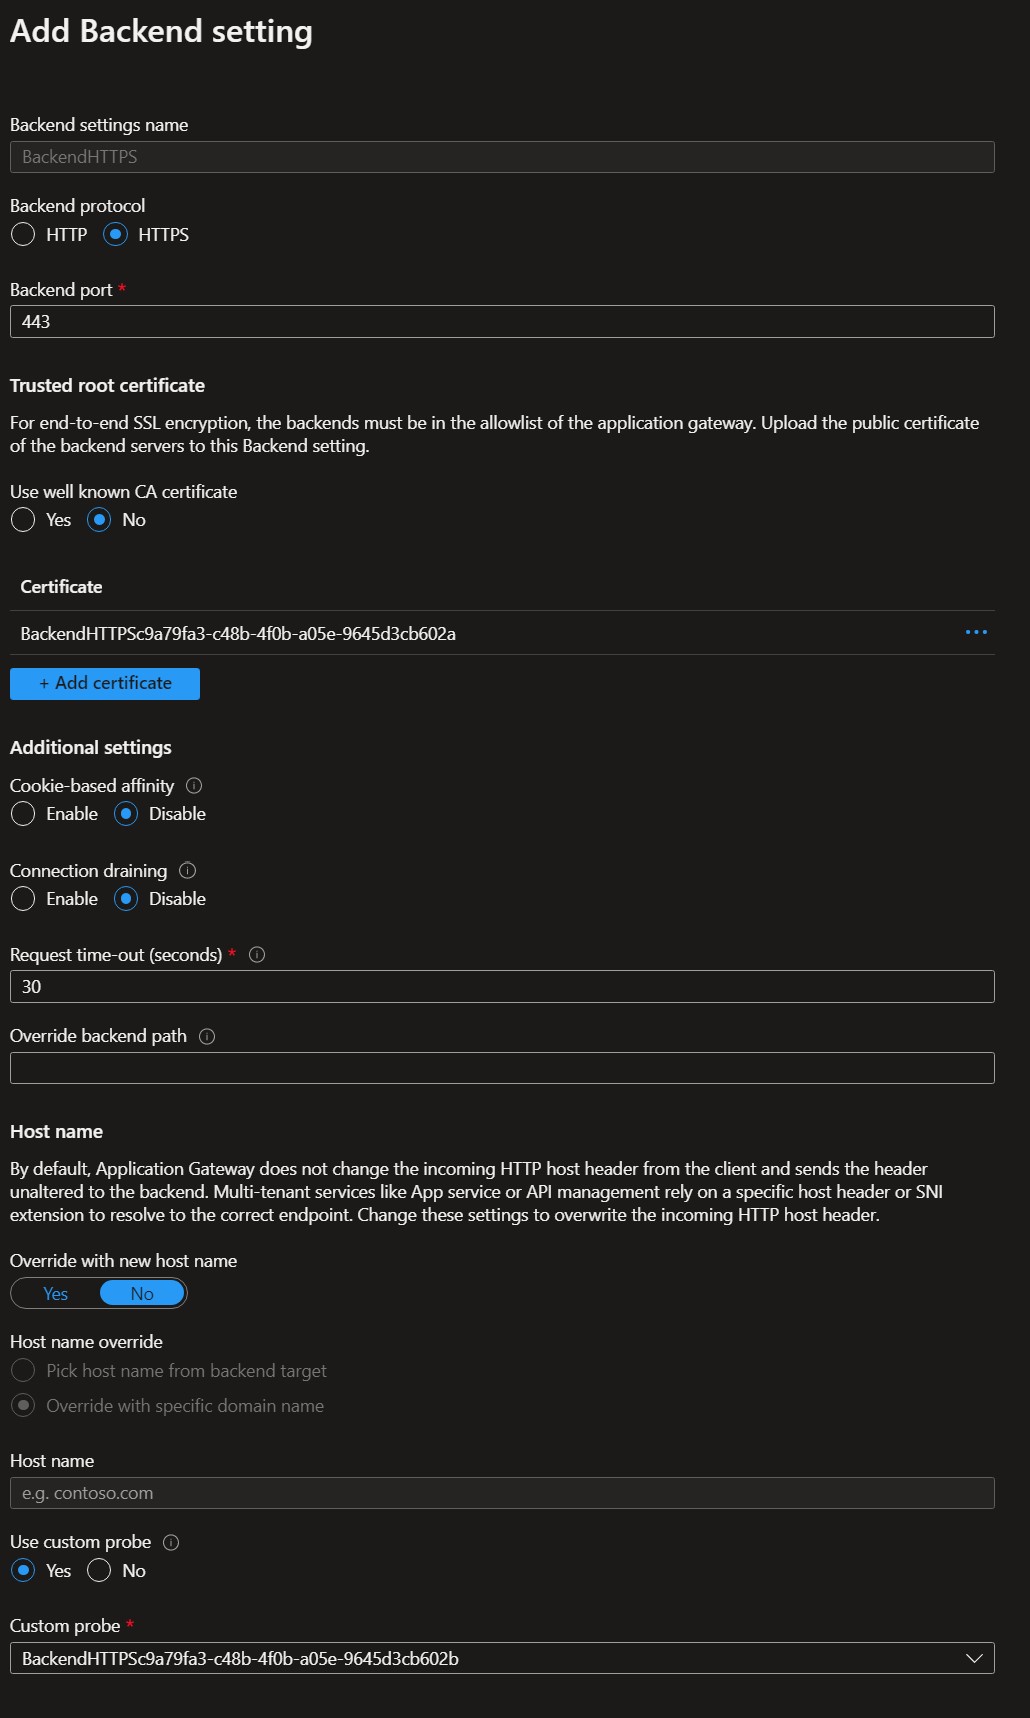 Add Backend setting
Backend settings name
BackendHTTPS
Backend protocol
HTTP HTTPS
Backend port *
443
Trusted root certificate
For end-to-end SSL encryption, the backends must be in the allowlist of the application gateway. Upload the public certificate
of the backend servers to this Backend setting.
Use well known CA certificate
Yes No
Certificate
BackendHTTPSc9a79fa3-c48b-4f0b-a05e-9645d3cb602a
+ Add certificate
Additional settings
Cookie-based affinity
Enable Disable
Connection draining
Enable Disable
Request time-out (seconds) *
30
Override backend path
Host name
By default, Application Gateway does not change the incoming HTTP host header from the client and sends the header
unaltered to the backend. Multi-tenant services like App service or API management rely on a specific host header or SNI
extension to resolve to the correct endpoint. Change these settings to overwrite the incoming HTTP host header.
Override with new host name
Yes No
Host name override
Pick host name from backend target
Override with specific domain name
Host name
e.g. contoso.com
Use custom probe
Yes No
Custom probe *
BackendHTTPSc9a79fa3-c48b-4f0b-a05e-9645d3cb602b